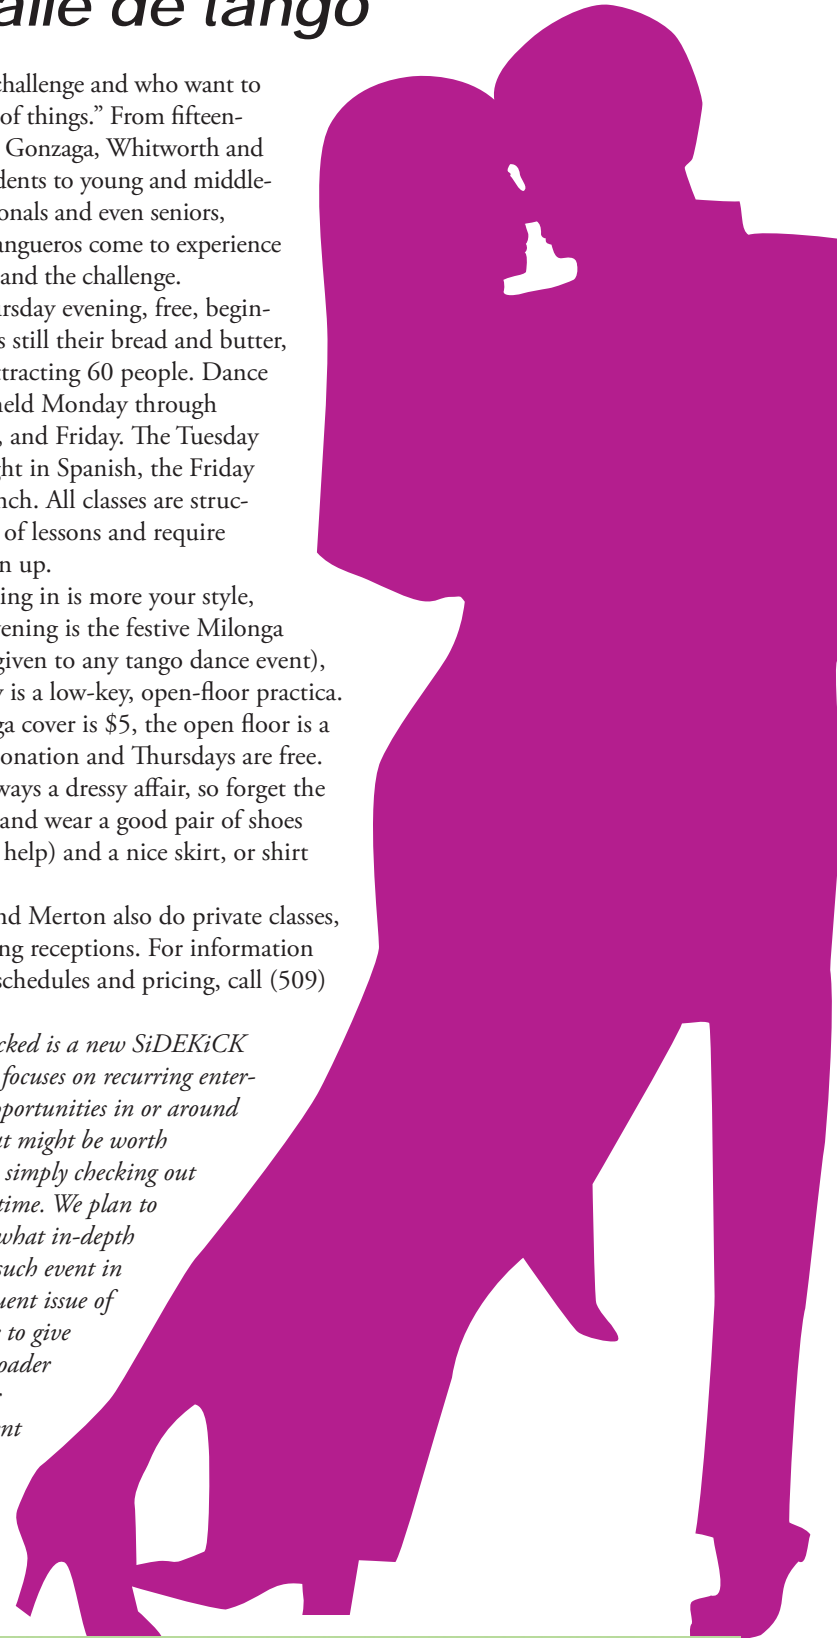 de tango
challenge and who want to
of things.” From fifteen-
Gonzaga, Whitworth and
dents to young and middle-
onals and even seniors,
angueros come to experience
and the challenge.
ursday evening, free, begin-
s still their bread and butter,
ttracting 60 people. Dance
held Monday through
, and Friday. The Tuesday
ght in Spanish, the Friday
nch. All classes are struc-
of lessons and require
n up.
ing in is more your style,
vening is the festive Milonga
given to any tango dance event),
y is a low-key, open-floor practica.
ga cover is $5, the open floor is a
onation and Thursdays are free.
ways a dressy affair, so forget the
and wear a good pair of shoes
help) and a nice skirt, or shirt
nd Merton also do private classes,
ng receptions. For information
schedules and pricing, call (509)
cked is a new SiDEKiCK
focuses on recurring enter-
portunities in or around
at might be worth
simply checking out
time. We plan to
what in-depth
such event in
uent issue of
to give
oader
ent